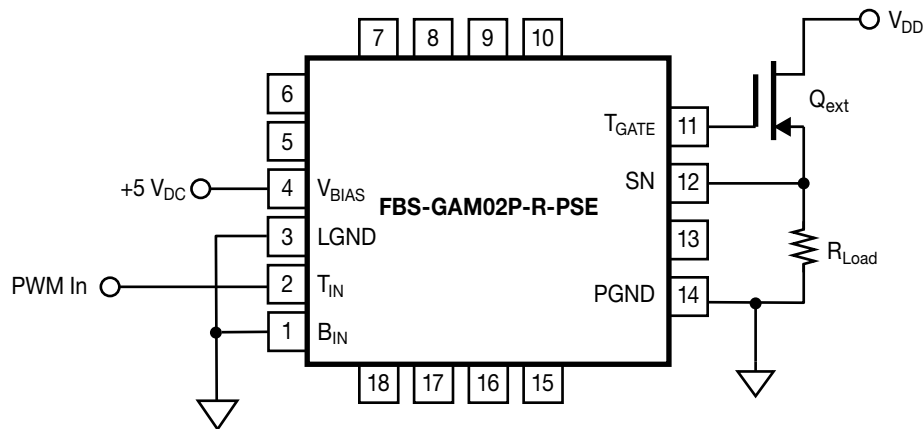 7 8 9 10
V_DD
6
Q_ext
T_GATE 11
5
SN 12
+5 V_DC 4 V_BIAS
FBS-GAM02P-R-PSE
3 LGND
13
R_Load
PWM In 2 T_IN
PGND 14
1 B_IN
18 17 16 15